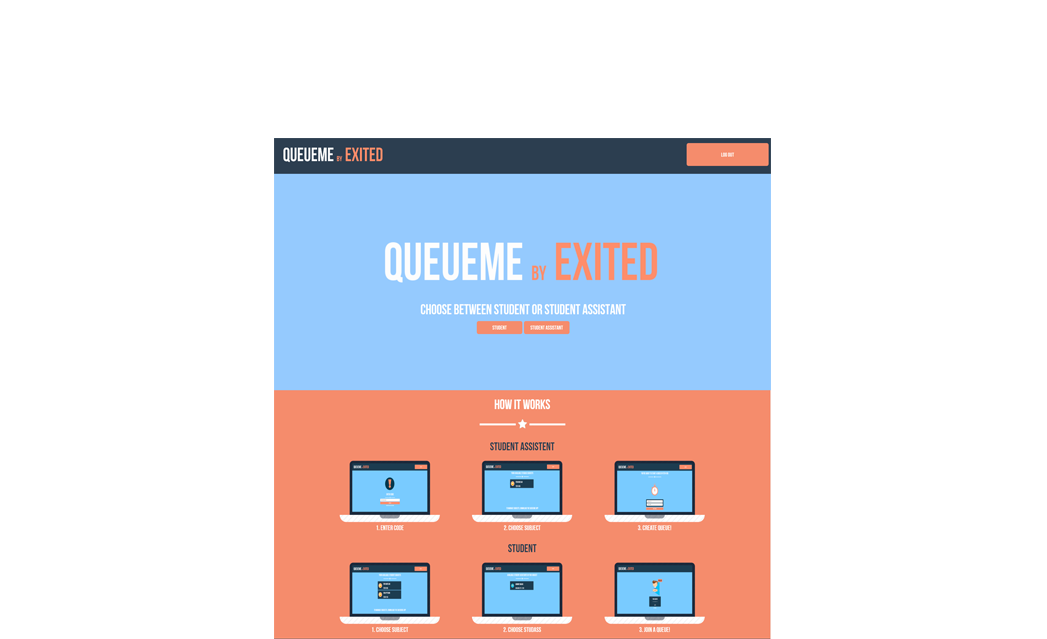 QUEUEME BY EXITED
LOG OUT
QUEUEME BY EXITED
CHOOSE BETWEEN STUDENT OR STUDENT ASSISTANT
STUDENT
STUDENT ASSISTANT
HOW IT WORKS
STUDENT ASSISTENT
1. ENTER CODE
2. CHOOSE SUBJECT
3. CREATE QUEUE!
STUDENT
1. CHOOSE SUBJECT
2. CHOOSE STUDASS
3. JOIN A QUEUE!